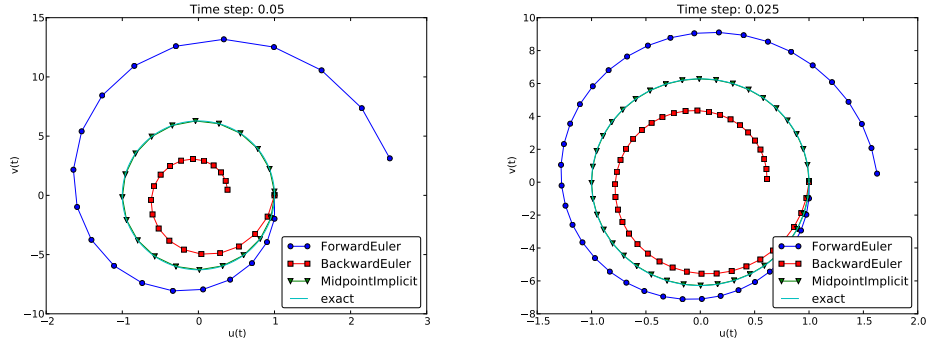 Time step: 0.05
15
10
5
0
−5
−10
v(t)
−2
−1
0
1
2
3
u(t)
ForwardEuler
BackwardEuler
MidpointImplicit
exact
Time step: 0.025
10
8
6
4
2
0
−2
−4
−6
−8
v(t)
−1.5
−1.0
−0.5
0.0
0.5
1.0
1.5
2.0
u(t)
ForwardEuler
BackwardEuler
MidpointImplicit
exact